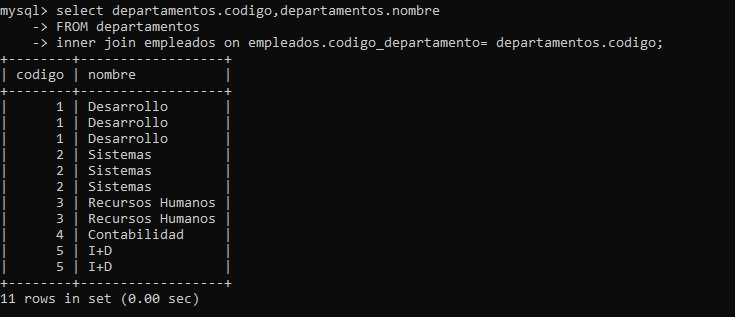 mysql> select departamentos.codigo,departamentos.nombre
    -> FROM departamentos
    -> inner join empleados on empleados.codigo_departamento= departamentos.codigo;
+--------+------------------+
| codigo | nombre           |
+--------+------------------+
|      1 | Desarrollo       |
|      1 | Desarrollo       |
|      1 | Desarrollo       |
|      2 | Sistemas         |
|      2 | Sistemas         |
|      2 | Sistemas         |
|      3 | Recursos Humanos |
|      3 | Recursos Humanos |
|      4 | Contabilidad     |
|      5 | I+D              |
|      5 | I+D              |
+--------+------------------+
11 rows in set (0.00 sec)